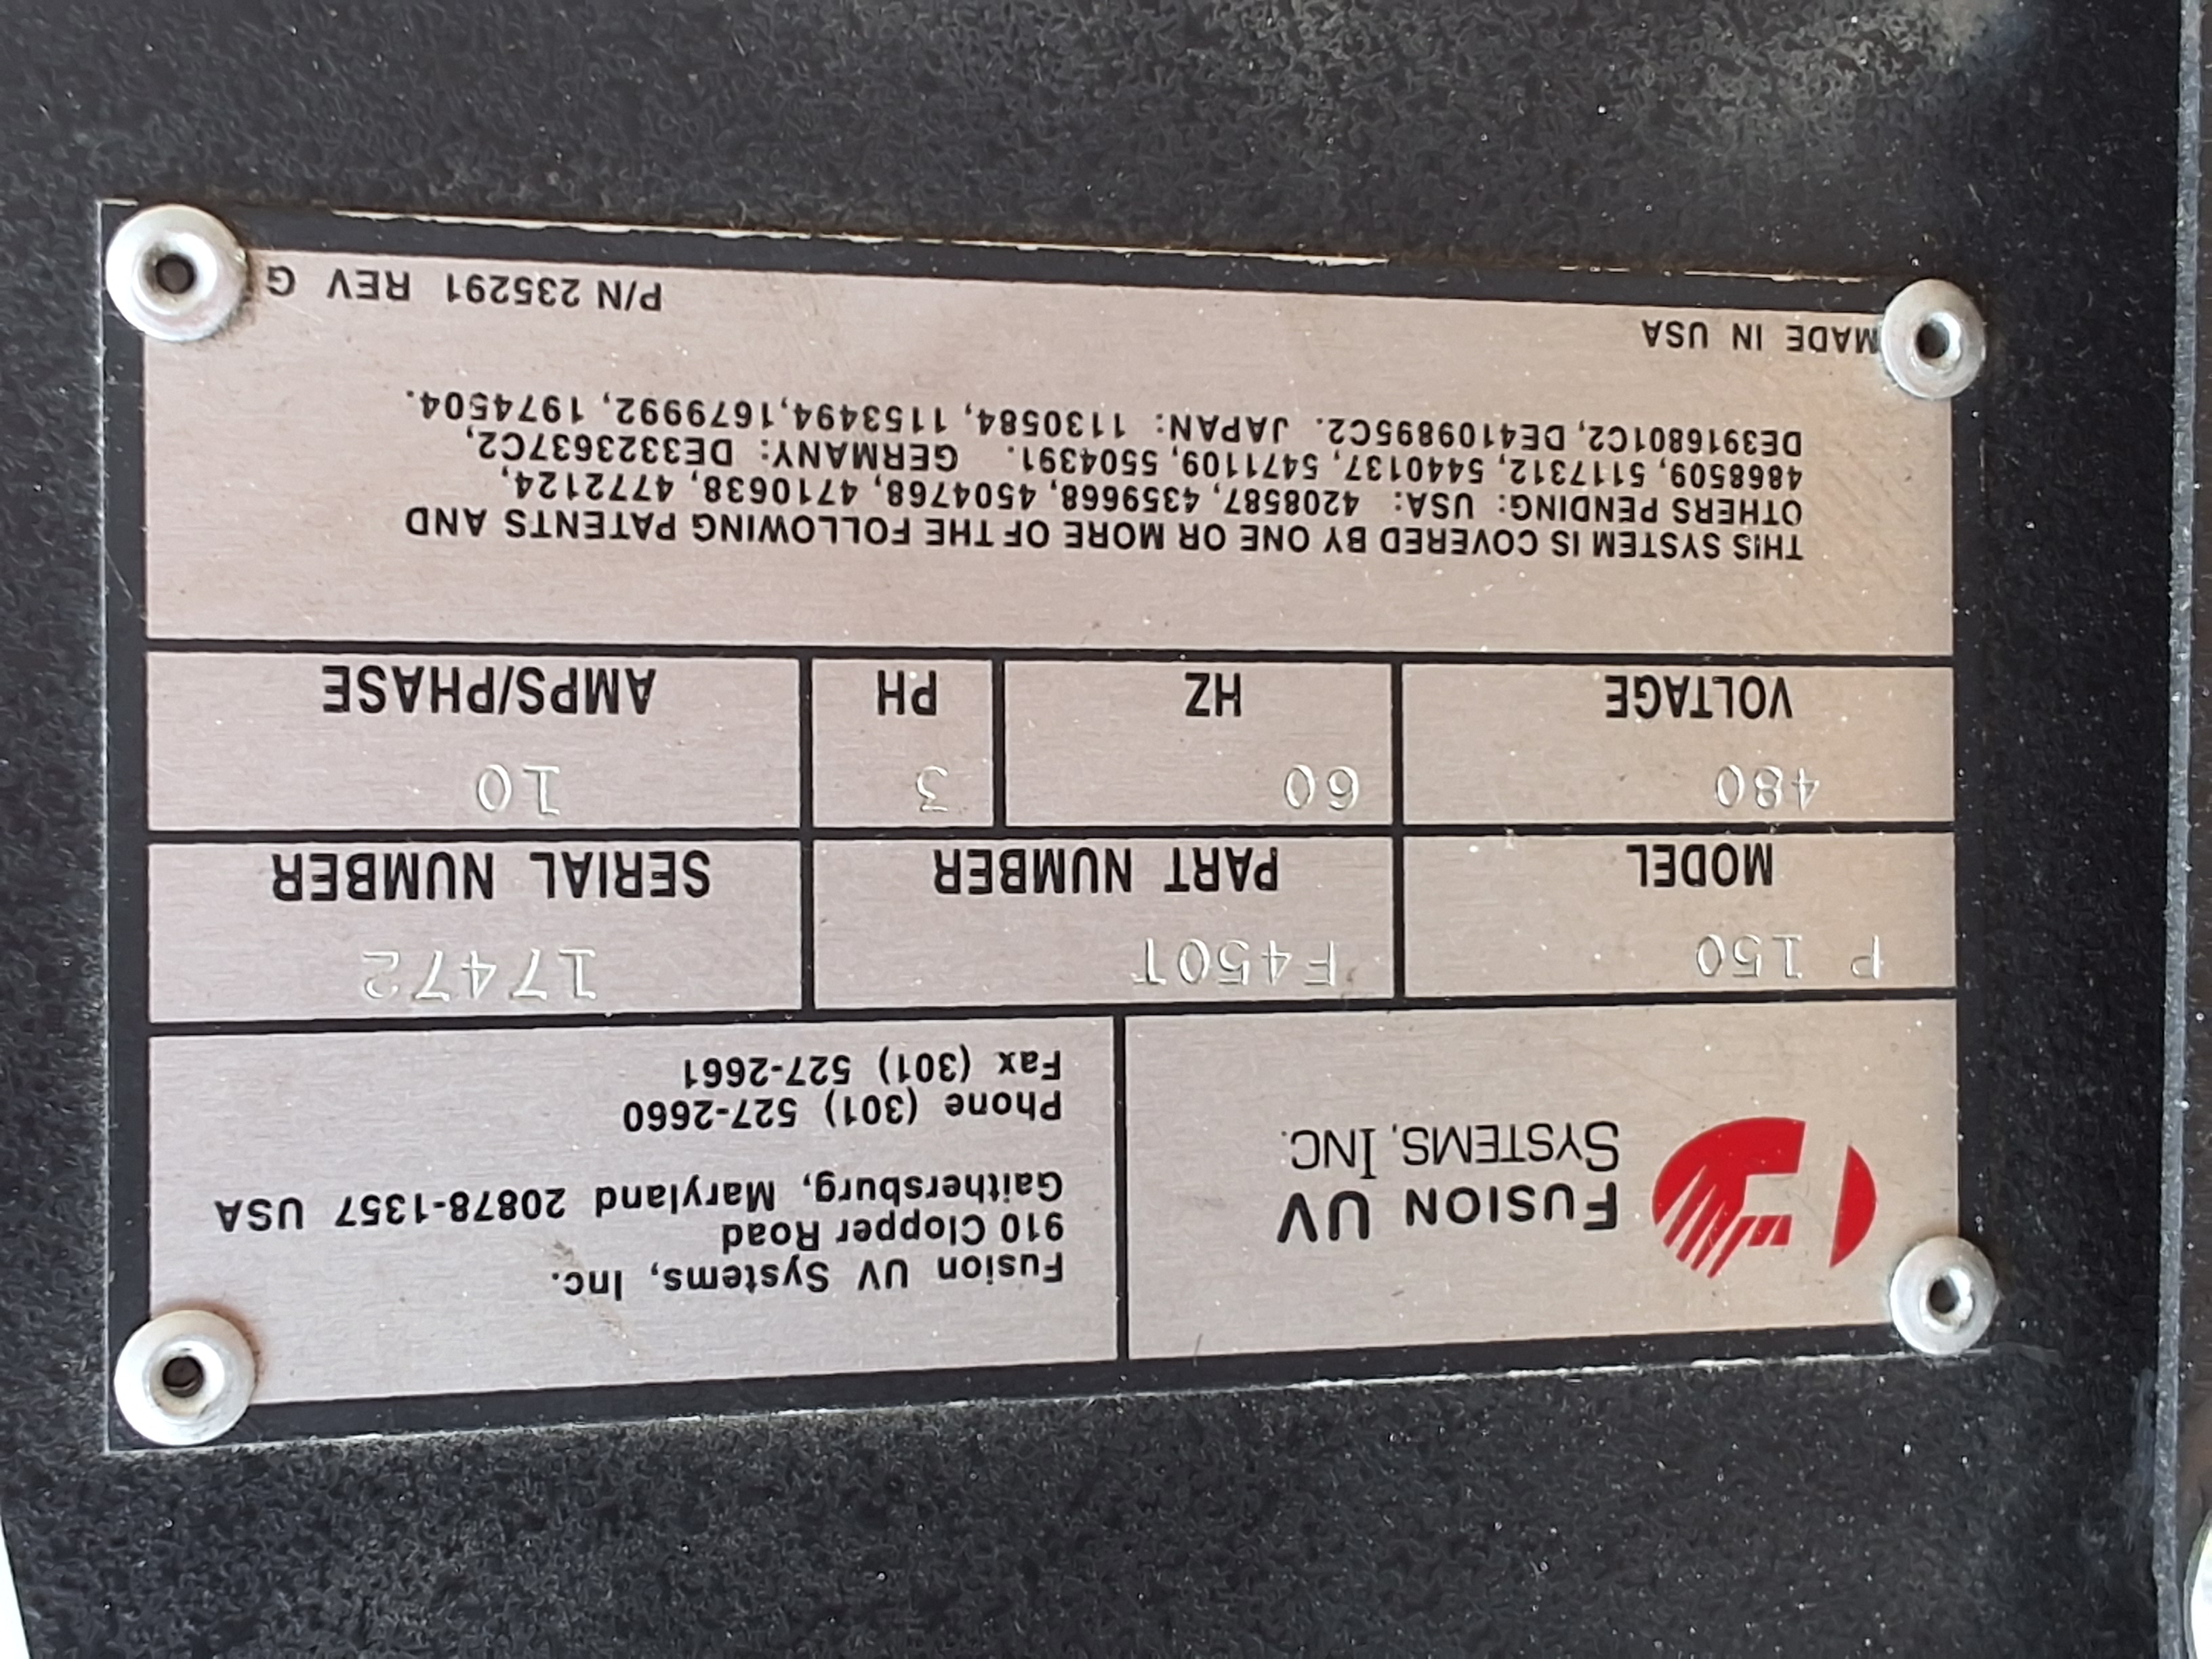 FUSION UV
SYSTEMS, INC.
Fusion UV Systems, Inc.
910 Clopper Road
Gaithersburg, Maryland 20878-1357 USA
Phone (301) 527-2660
Fax (301) 527-2661
P 150
MODEL
F450T
PART NUMBER
17472
SERIAL NUMBER
480
VOLTAGE
60
HZ
3
PH
10
AMPS/PHASE
THIS SYSTEM IS COVERED BY ONE OR MORE OF THE FOLLOWING PATENTS AND
OTHERS PENDING: USA: 4208587, 4359668, 4504768, 4710638, 4772124,
4868509, 5117312, 5440137, 5471109, 5504391. GERMANY: DE3323637C2,
DE3916801C2, DE4109895C2. JAPAN: 1130584, 1153494,1679992, 1974504.
MADE IN USA
P/N 235291 REV G